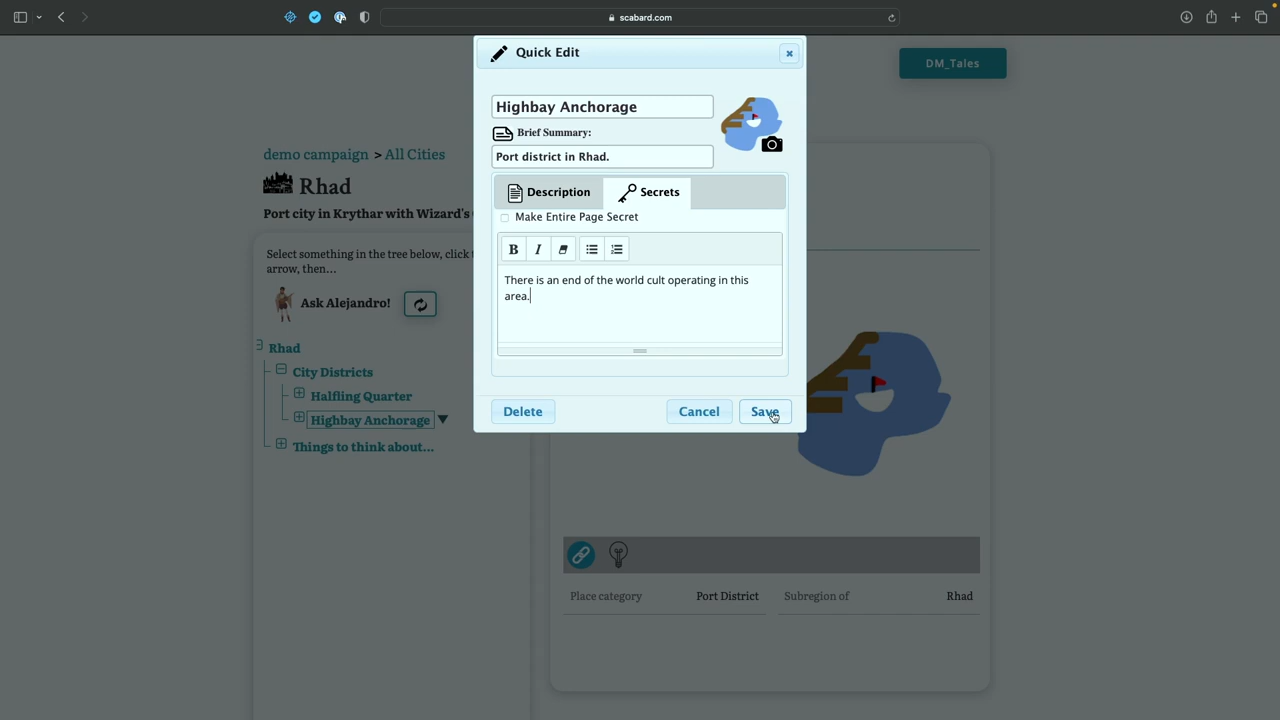 scabard.com
Quick Edit
DM_Tales
Highbay Anchorage
Brief Summary:
Port district in Rhad.
demo campaign > All Cities
Rhad
Port city in Krythar with Wizard's
Description
Secrets
Make Entire Page Secret
Select something in the tree below, click t
arrow, then...
B I
There is an end of the world cult operating in this
area.
Ask Alejandro!
Rhad
City Districts
Halfling Quarter
Highbay Anchorage
Things to think about...
Delete
Cancel
Save
Place category
Port District
Subregion of
Rhad